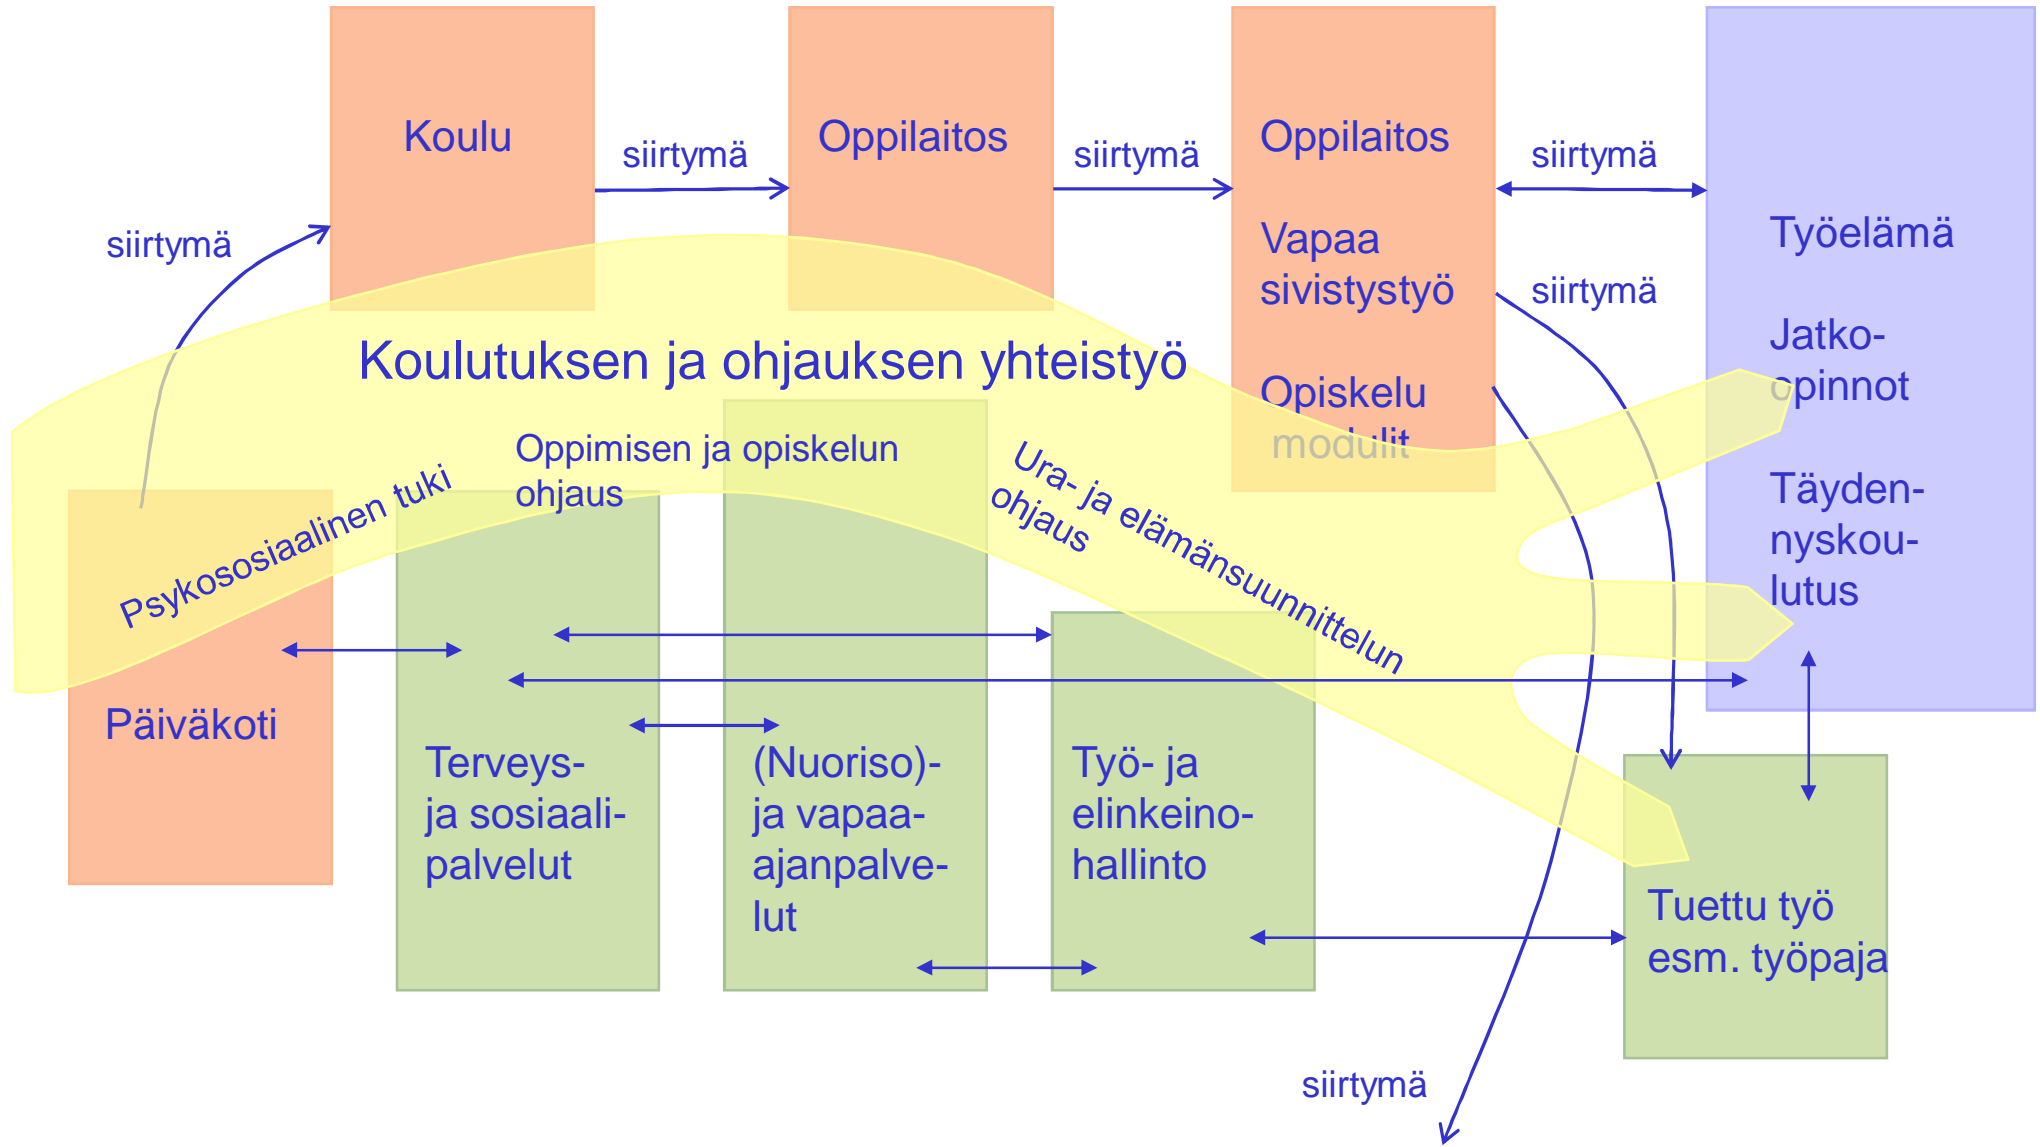 Koulu
siirtymä
Oppilaitos
siirtymä
Oppilaitos
siirtymä
Vapaa
sivistystyö
Opiskelu
modulit
siirtymä
siirtymä
Työelämä
Jatko-
opinnot
Täyden-
nyskou-
lutus
Koulutuksen ja ohjauksen yhteistyö
Psykososiaalinen tuki
Oppimisen ja opiskelun
ohjaus
Ura- ja elämänsuunnittelun
ohjaus
Päiväkoti
Terveys-
ja sosiaali-
palvelut
(Nuoriso)-
ja vapaa-
ajanpalve-
lut
Työ- ja
elinkeino-
hallinto
Tuettu työ
esm. työpaja
siirtymä